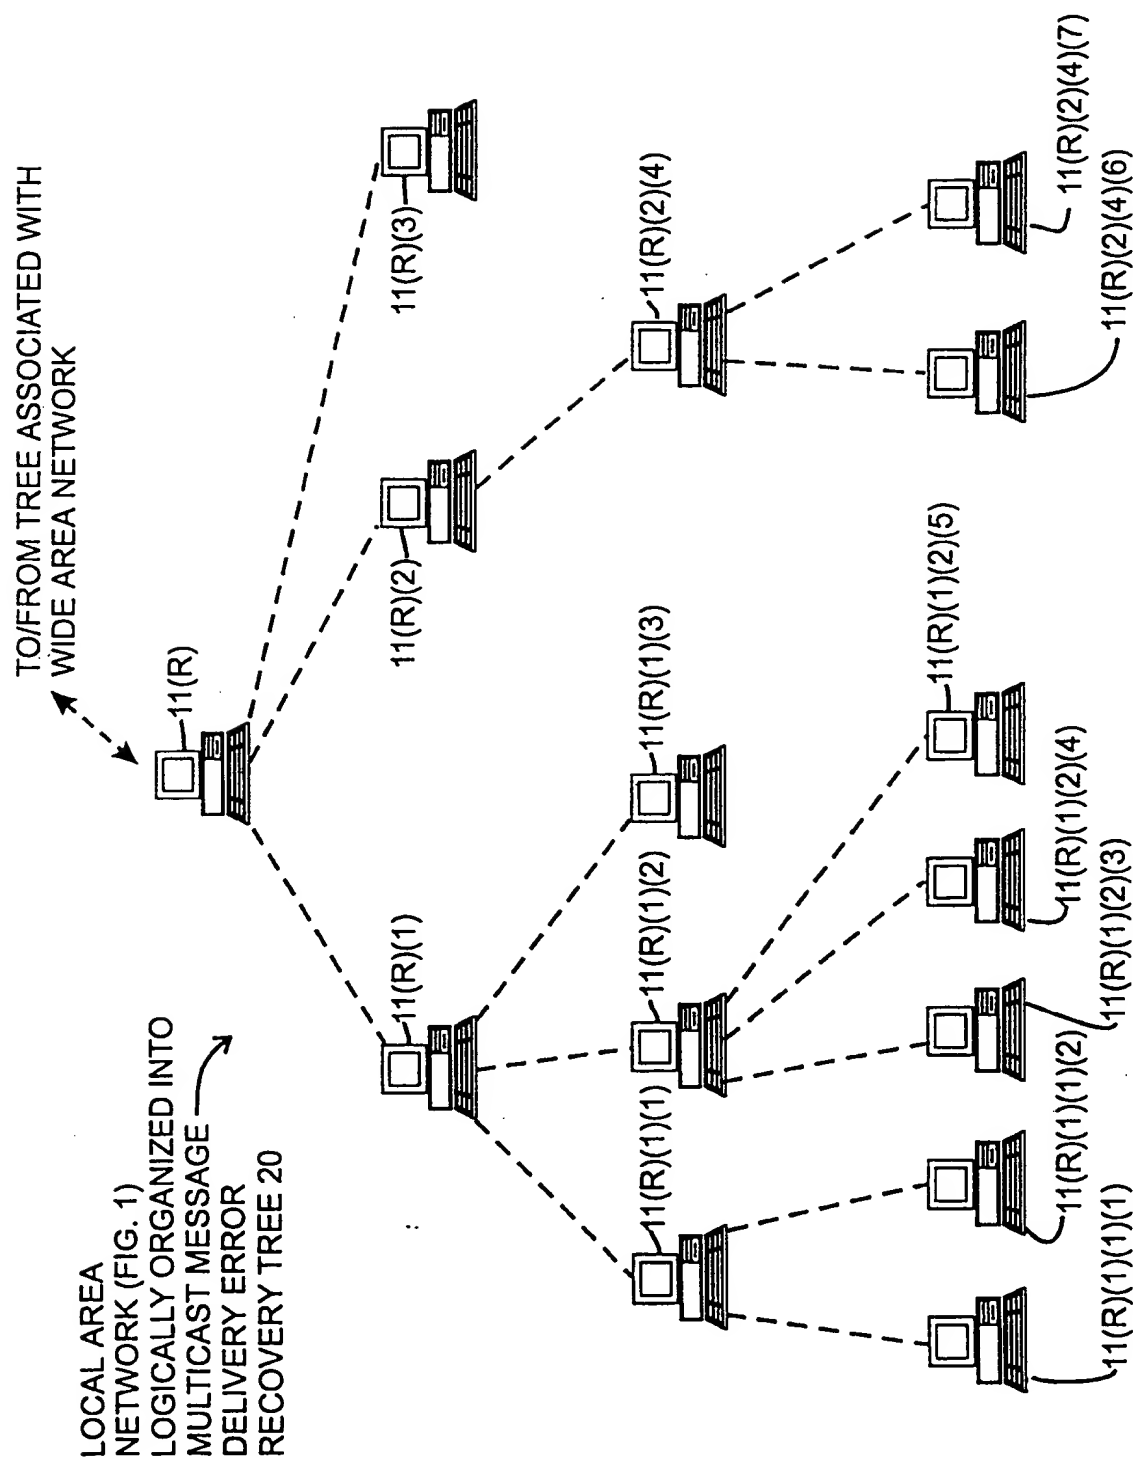 TO/FROM TREE ASSOCIATED WITH
WIDE AREA NETWORK
LOCAL AREA
NETWORK (FIG. 1)
LOGICALLY ORGANIZED INTO
MULTICAST MESSAGE
DELIVERY ERROR
RECOVERY TREE 20
11(R)
11(R)(1)
11(R)(2)
11(R)(3)
11(R)(1)(1)
11(R)(1)(2)
11(R)(1)(3)
11(R)(2)(4)
11(R)(1)(1)(1)
11(R)(1)(1)(2)
11(R)(1)(2)(3)
11(R)(1)(2)(4)
11(R)(1)(2)(5)
11(R)(2)(4)(6)
11(R)(2)(4)(7)